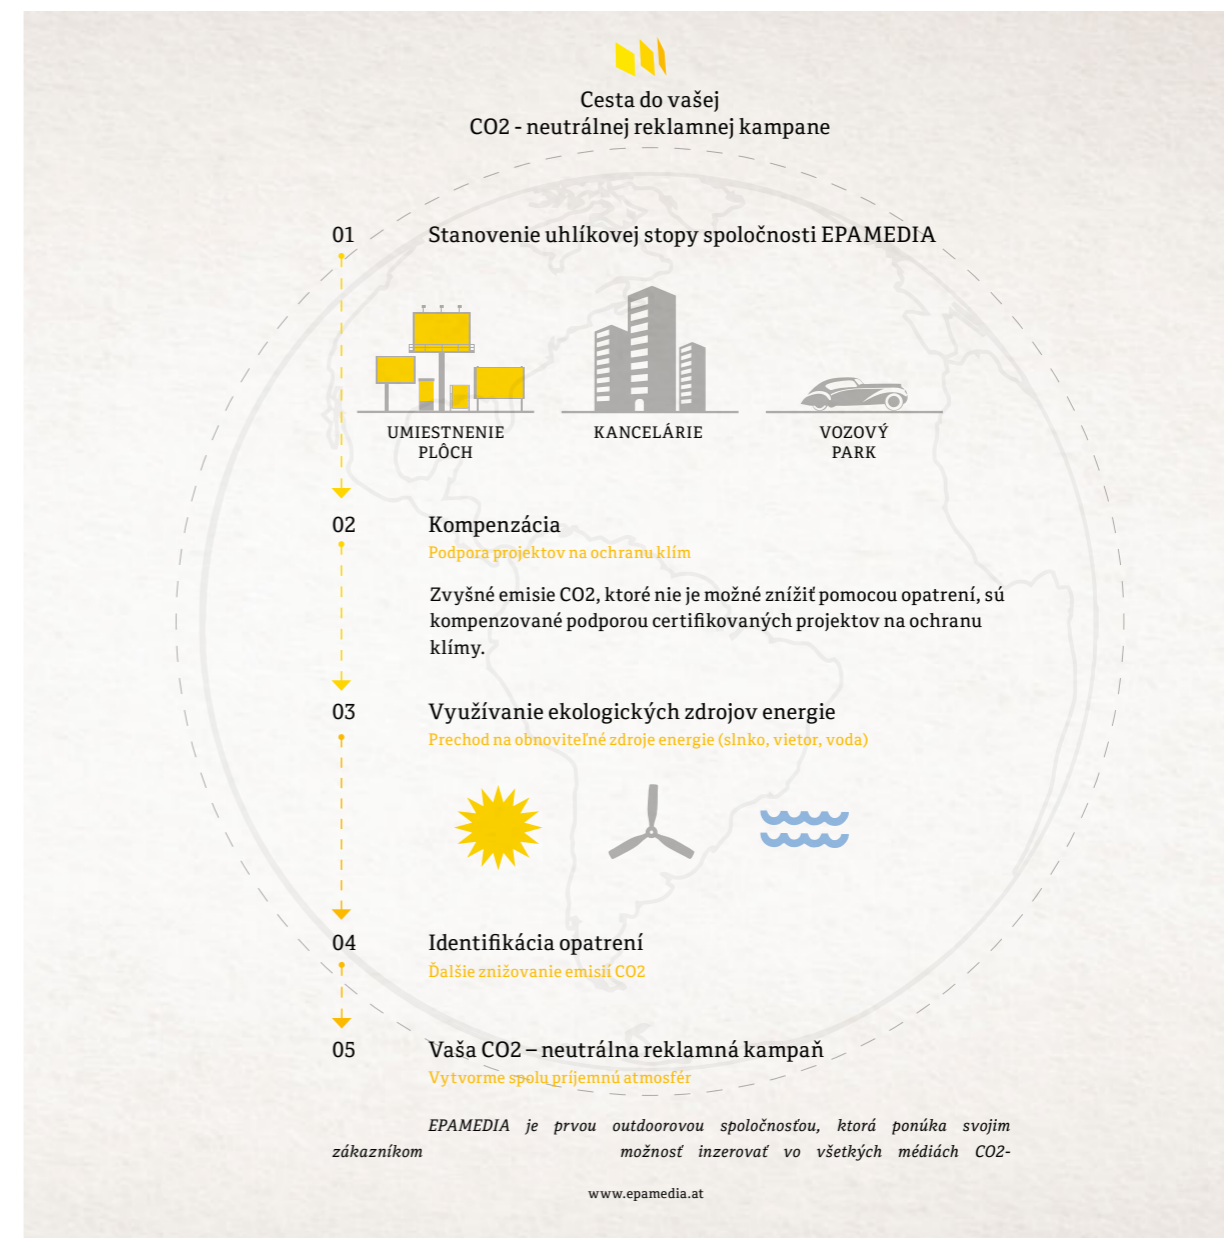 Cesta do vašej
CO2 - neutrálnej reklamnej kampane
01 Stanovenie uhlíkovej stopy spoločnosti EPAMEDIA
UMIESTNENIE
PLÔCH
KANCELÁRIE
VOZOVÝ
PARK
02 Kompenzácia
Podpora projektov na ochranu klím
Zvyšné emisie CO2, ktoré nie je možné znížiť pomocou opatrení, sú
kompenzované podporou certifikovaných projektov na ochranu
klímy.
03 Využívanie ekologických zdrojov energie
Prechod na obnoviteľné zdroje energie (slnko, vietor, voda)
04 Identifikácia opatrení
Ďalšie znižovanie emisií CO2
05 Vaša CO2 – neutrálna reklamná kampaň
Vytvorme spolu príjemnú atmosfér
EPAMEDIA je prvou outdoorovou spoločnosťou, ktorá ponúka svojim
zákazníkom možnosť inzerovať vo všetkých médiách CO2-
www.epamedia.at